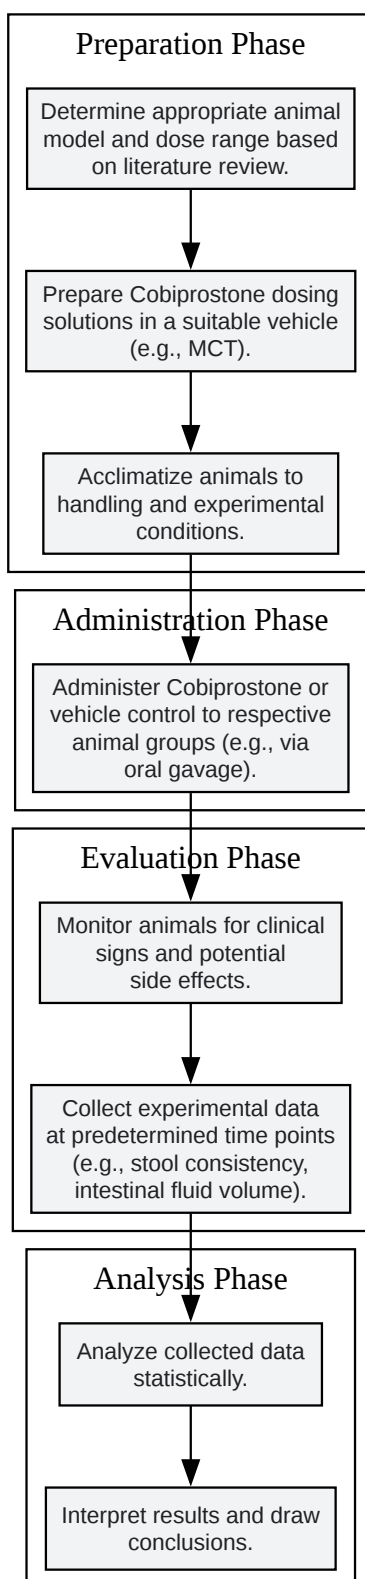 Preparation Phase
Determine appropriate animal
model and dose range based
on literature review.
Prepare Cobiprostone dosing
solutions in a suitable vehicle
(e.g., MCT).
Acclimatize animals to
handling and experimental
conditions.
Administration Phase
Administer Cobiprostone or
vehicle control to respective
animal groups (e.g., via
oral gavage).
Evaluation Phase
Monitor animals for clinical
signs and potential
side effects.
Collect experimental data
at predetermined time points
(e.g., stool consistency,
intestinal fluid volume).
Analysis Phase
Analyze collected data
statistically.
Interpret results and draw
conclusions.